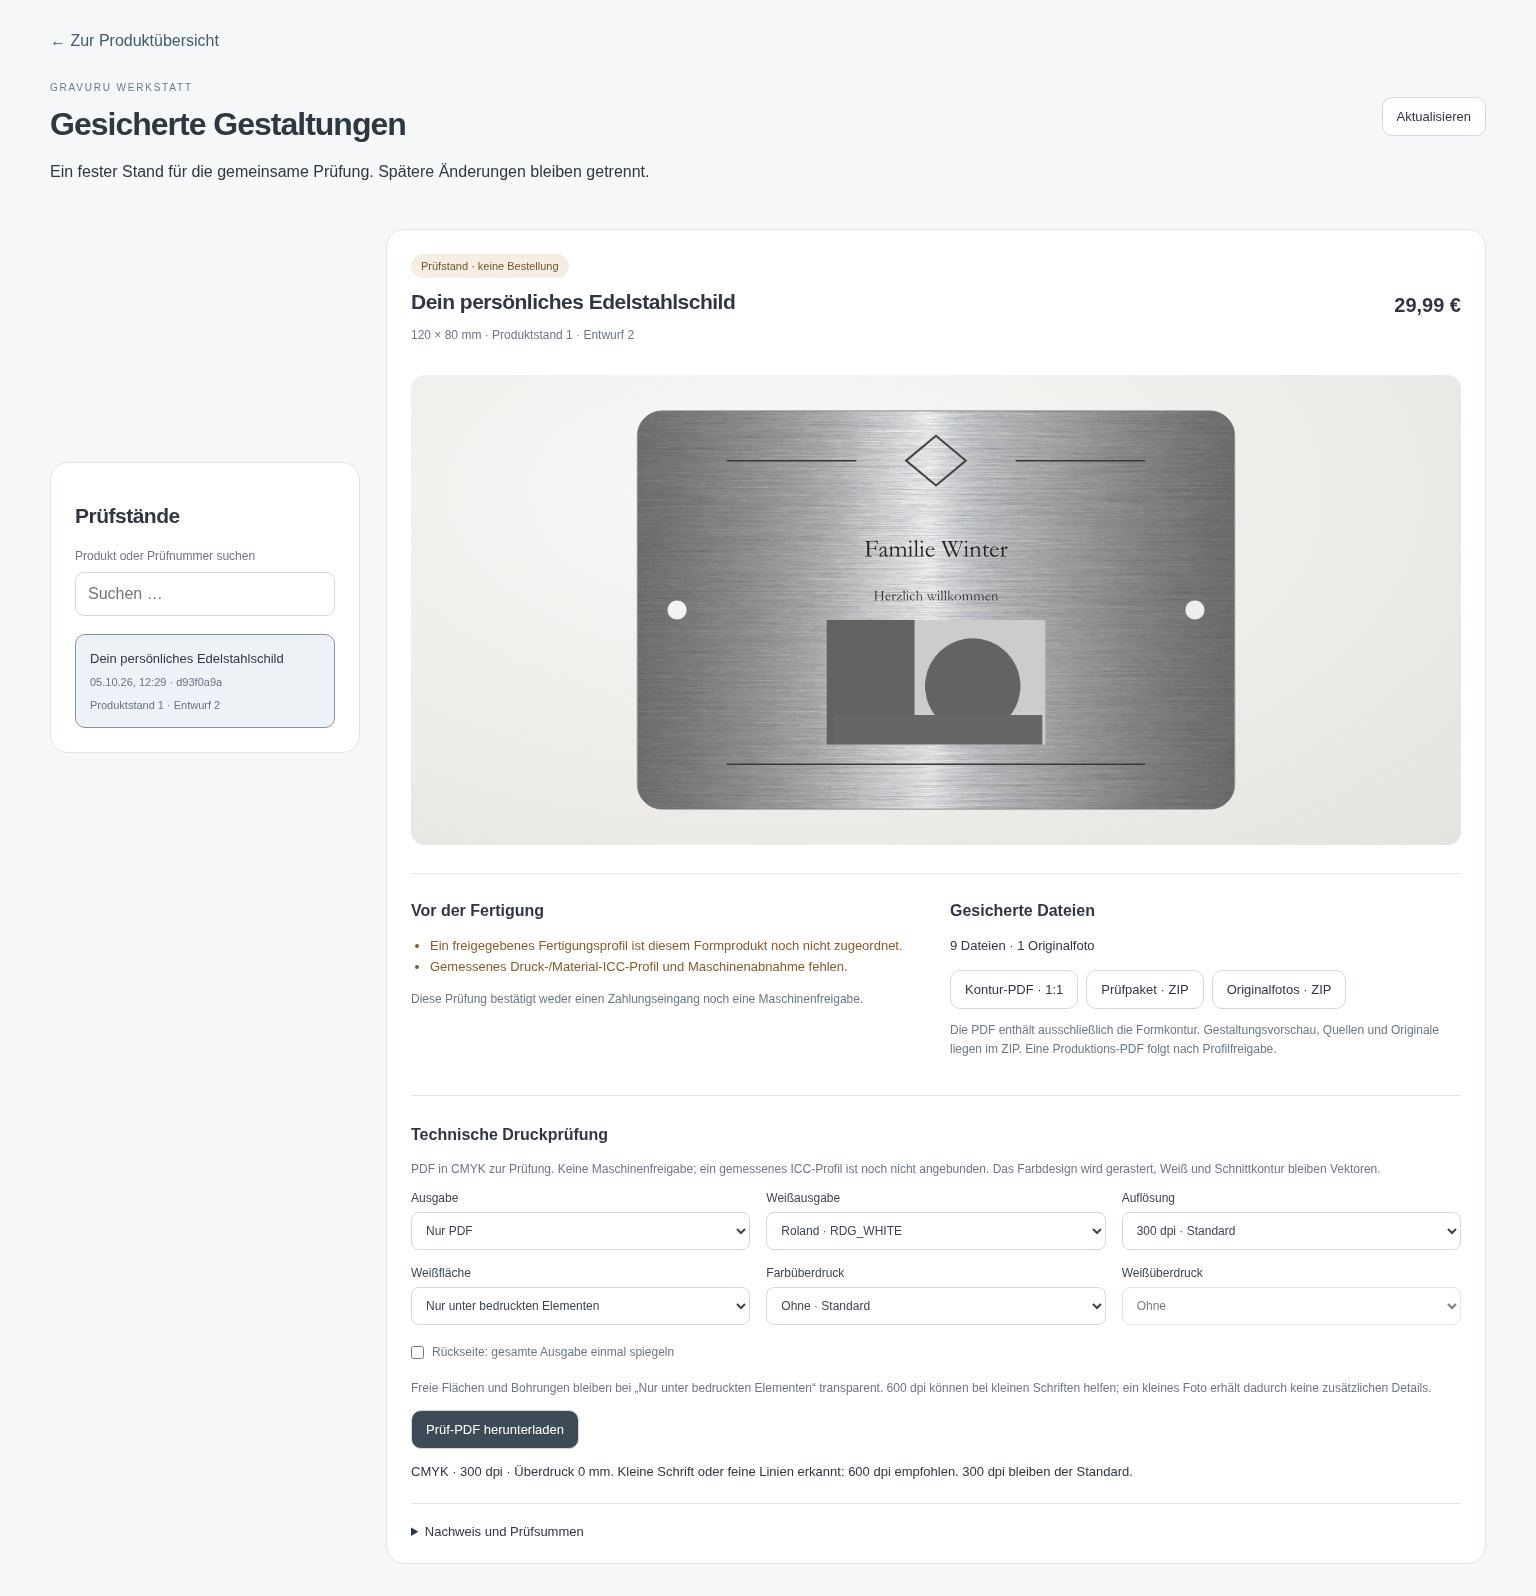 ← Zur Produktübersicht
GRAVURU WERKSTATT
Gesicherte Gestaltungen
Aktualisieren
Ein fester Stand für die gemeinsame Prüfung. Spätere Änderungen bleiben getrennt.
Prüfstände
Produkt oder Prüfnummer suchen
Suchen …
Dein persönliches Edelstahlschild
05.10.26, 12:29 · d93f0a9a
Produktstand 1 · Entwurf 2
Prüfstand · keine Bestellung
Dein persönliches Edelstahlschild
29,99 €
120 × 80 mm · Produktstand 1 · Entwurf 2
Familie Winter
Herzlich willkommen
Vor der Fertigung
• Ein freigegebenes Fertigungsprofil ist diesem Formprodukt noch nicht zugeordnet.
• Gemessenes Druck-/Material-ICC-Profil und Maschinenabnahme fehlen.
Diese Prüfung bestätigt weder einen Zahlungseingang noch eine Maschinenfreigabe.
Gesicherte Dateien
9 Dateien · 1 Originalfoto
Kontur-PDF · 1:1
Prüfpaket · ZIP
Originalfotos · ZIP
Die PDF enthält ausschließlich die Formkontur. Gestaltungsvorschau, Quellen und Originale
liegen im ZIP. Eine Produktions-PDF folgt nach Profilfreigabe.
Technische Druckprüfung
PDF in CMYK zur Prüfung. Keine Maschinenfreigabe; ein gemessenes ICC-Profil ist noch nicht angebunden. Das Farbdesign wird gerastert, Weiß und Schnittkontur bleiben Vektoren.
Ausgabe
Weißausgabe
Auflösung
Nur PDF
Roland · RDG_WHITE
300 dpi · Standard
Weißfläche
Farbüberdruck
Weißüberdruck
Nur unter bedruckten Elementen
Ohne · Standard
Ohne
Rückseite: gesamte Ausgabe einmal spiegeln
Freie Flächen und Bohrungen bleiben bei „Nur unter bedruckten Elementen“ transparent. 600 dpi können bei kleinen Schriften helfen; ein kleines Foto erhält dadurch keine zusätzlichen Details.
Prüf-PDF herunterladen
CMYK · 300 dpi · Überdruck 0 mm. Kleine Schrift oder feine Linien erkannt: 600 dpi empfohlen. 300 dpi bleiben der Standard.
Nachweis und Prüfsummen